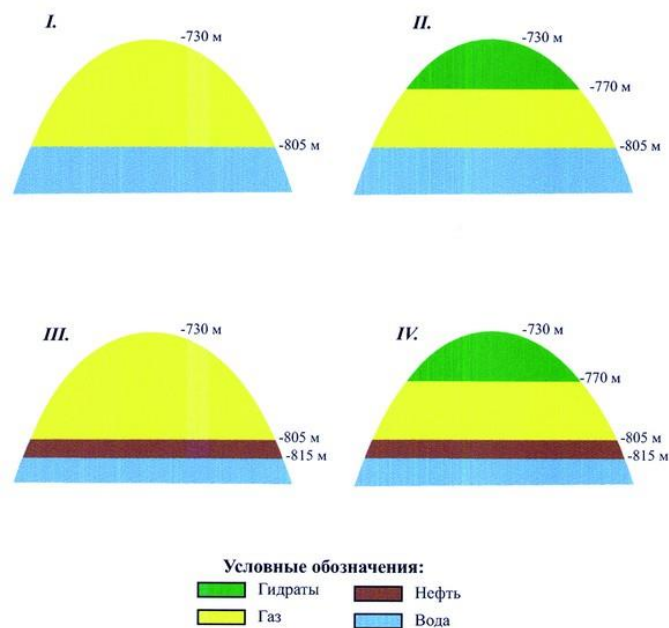 I.
-730 м
-805 м
II.
-730 м
-770 м
-805 м
III.
-730 м
-805 м
-815 м
IV.
-730 м
-770 м
-805 м
-815 м
Условные обозначения:
Гидраты
Нефть
Газ
Вода